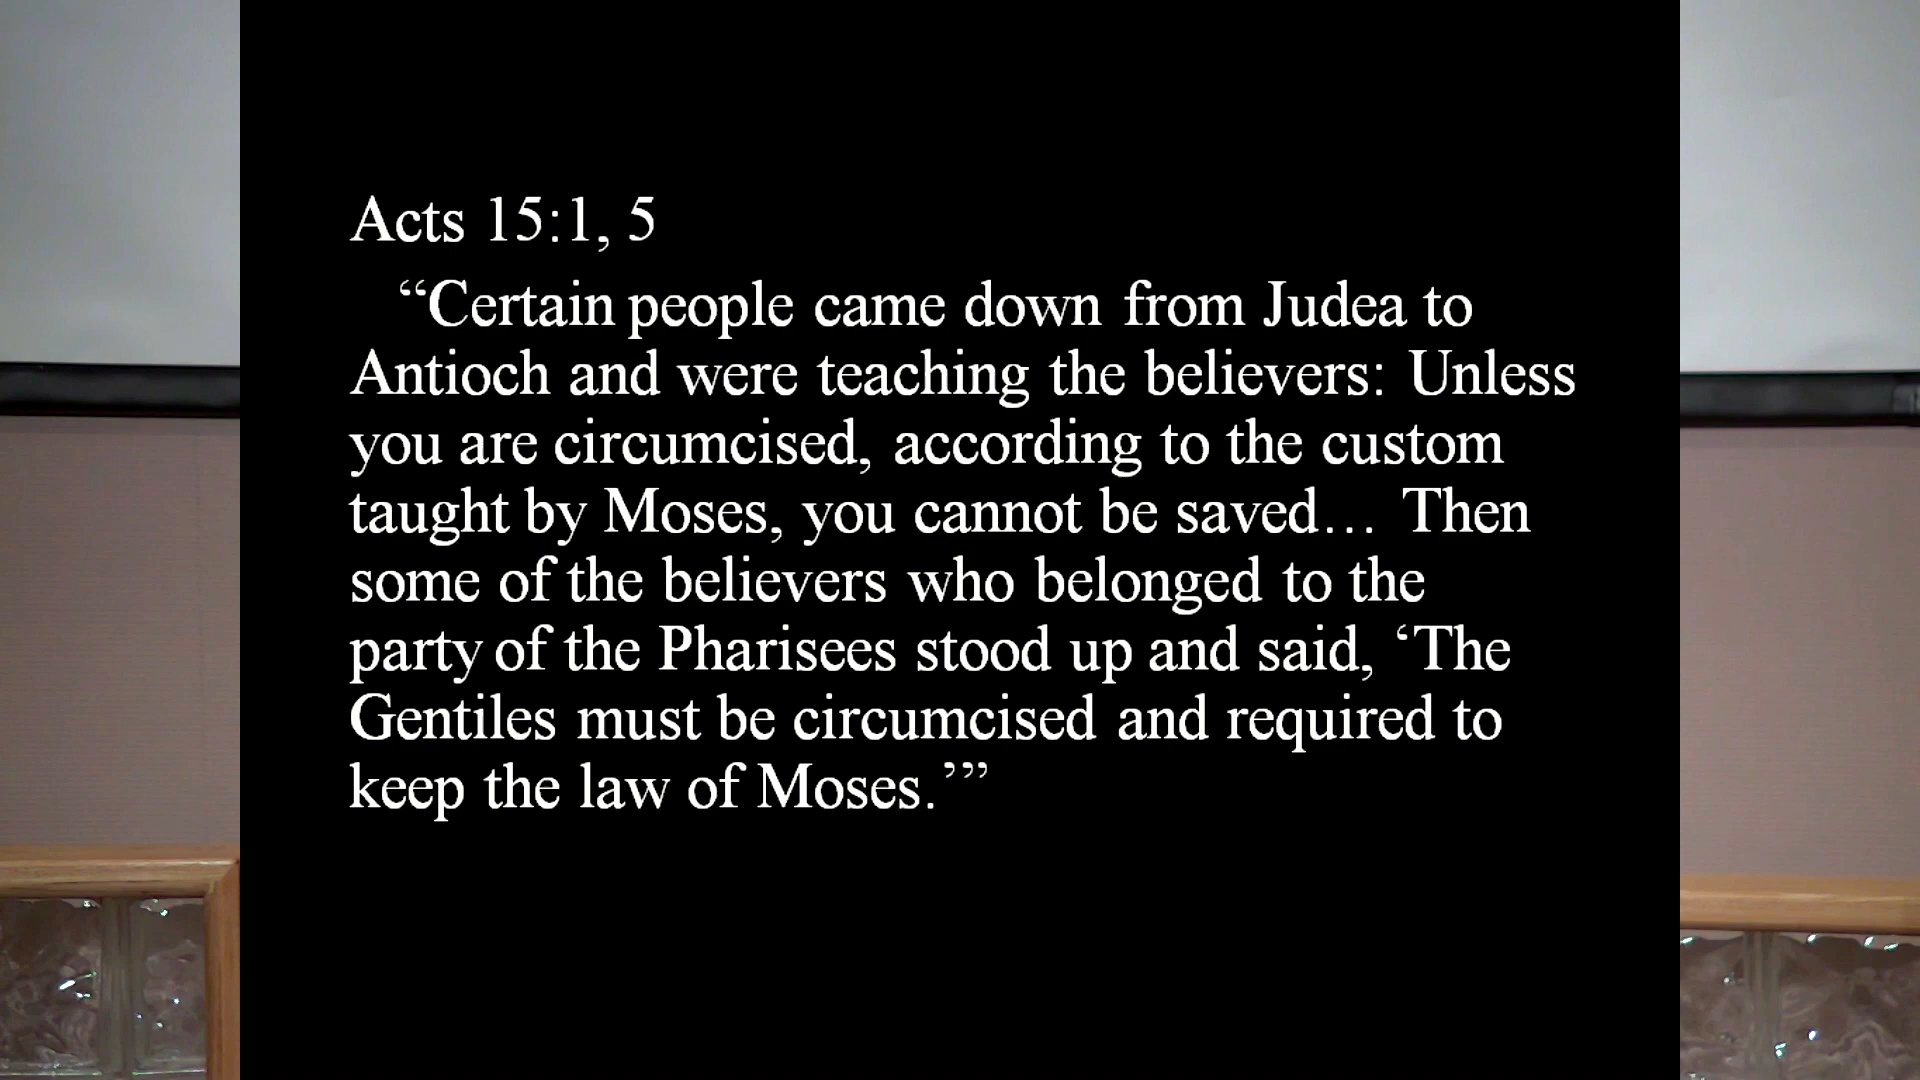 Acts 15:1, 5
“Certain people came down from Judea to
Antioch and were teaching the believers: Unless
you are circumcised, according to the custom
taught by Moses, you cannot be saved… Then
some of the believers who belonged to the
party of the Pharisees stood up and said, ‘The
Gentiles must be circumcised and required to
keep the law of Moses.’”